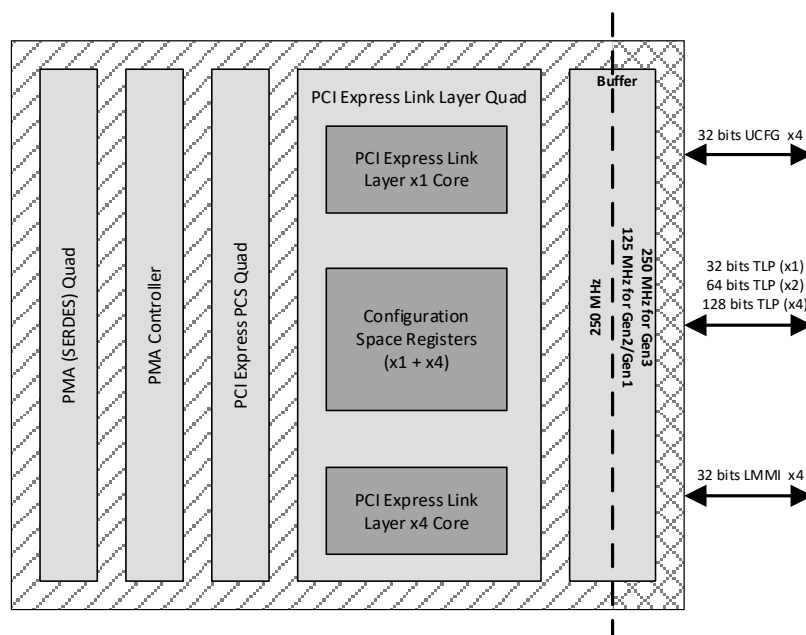 PMA (SERDES) Quad
PMA Controller
PCI Express PCS Quad
PCI Express Link Layer Quad
PCI Express Link
Layer x1 Core
Configuration
Space Registers
(x1 + x4)
PCI Express Link
Layer x4 Core
Buffer
250 MHz
250 MHz for Gen3
125 MHz for Gen2//Gen1
32 bits UCFG x4
32 bits TLP (x1)
64 bits TLP (x2)
128 bits TLP (x4)
32 bits LMMI x4